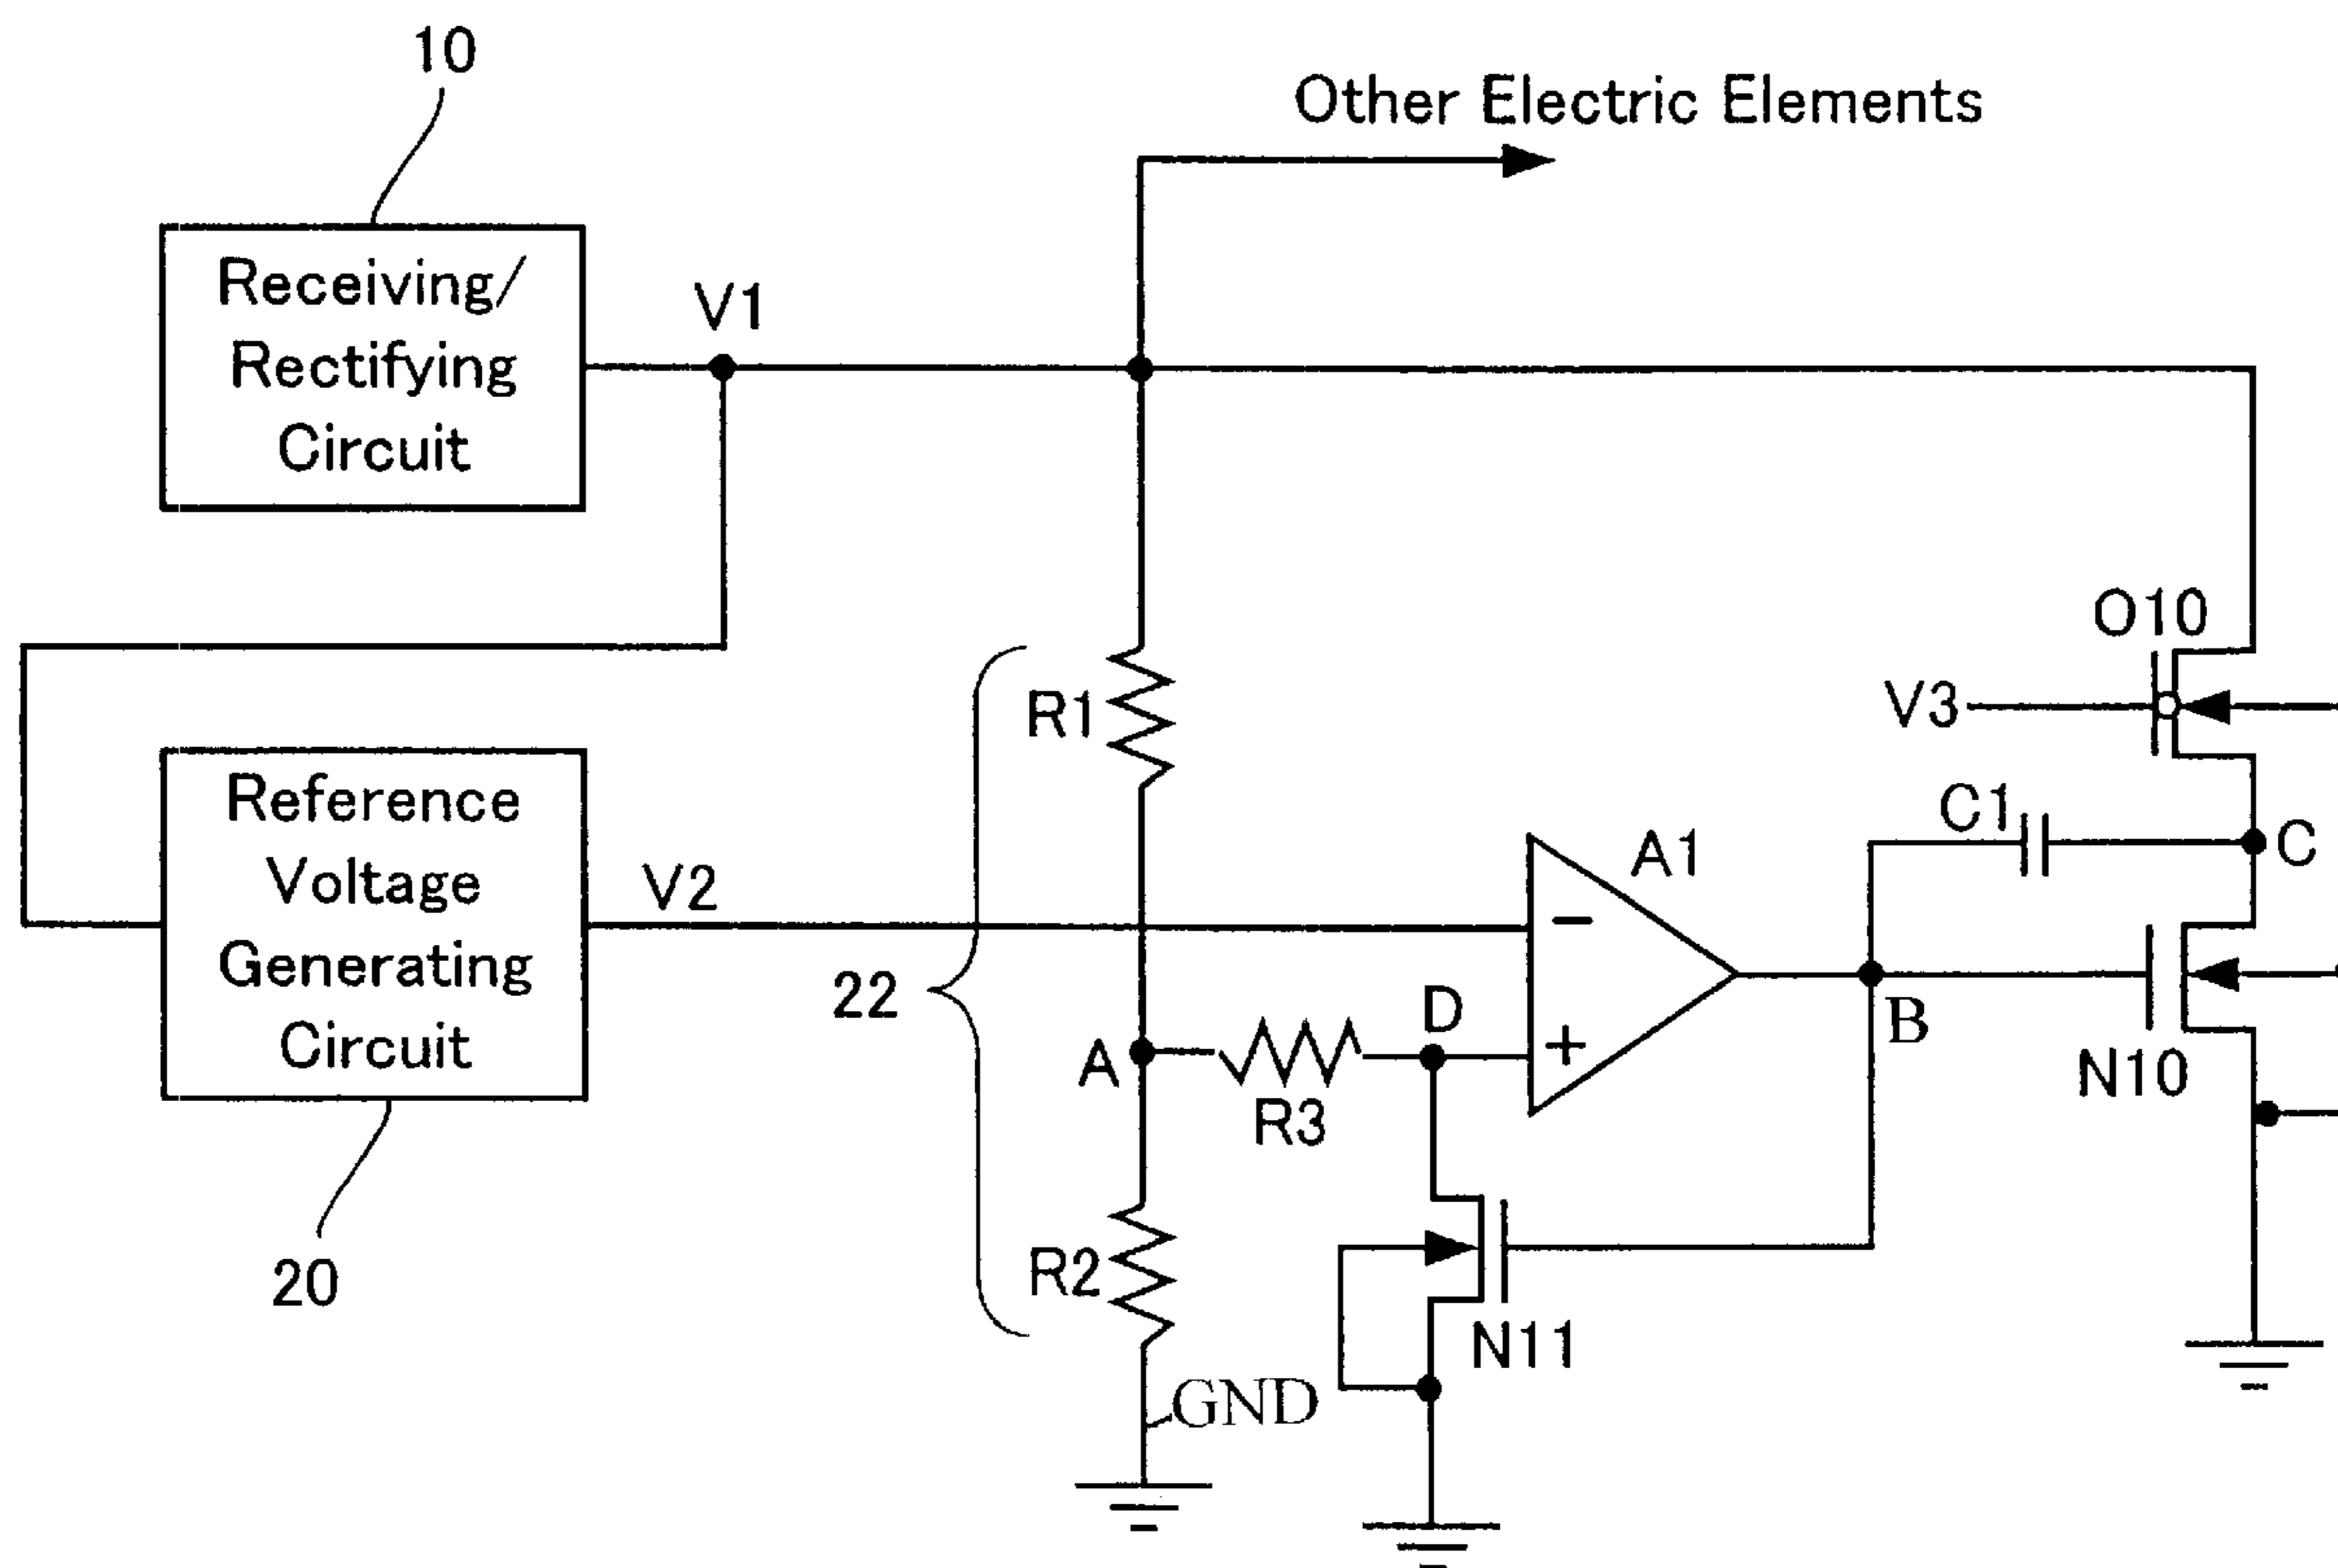 10
Other Electric Elements
Receiving/
Rectifying
Circuit
V1
O10
V3
R1
C1
C
Reference
Voltage
Generating
Circuit
V2
A1
−
22
D
B
A
+
R3
N10
R2
20
N11
GND